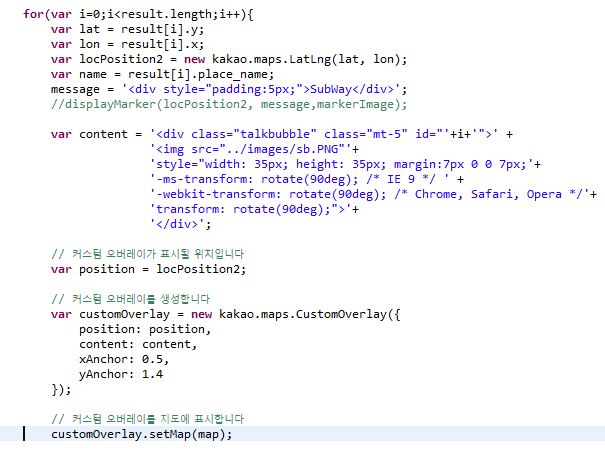 for(var i=0;i<result.length;i++){
    var lat = result[i].y;
    var lon = result[i].x;
    var locPosition2 = new kakao.maps.LatLng(lat, lon);
    var name = result[i].place_name;
    message = '<div style="padding:5px;">SubWay</div>';
    //displayMarker(locPosition2, message,markerImage);

    var content = '<div class="talkbubble" class="mt-5" id="'+i+'">' +
                  '<img src="../images/sb.PNG"'+
                  'style="width: 35px; height: 35px; margin:7px 0 0 7px;'+
                  '-ms-transform: rotate(90deg); /* IE 9 */ ' +
                  '-webkit-transform: rotate(90deg); /* Chrome, Safari, Opera */'+
                  'transform: rotate(90deg);">'+
                  '</div>';

    // 커스텀 오버레이가 표시될 위치입니다
    var position = locPosition2;

    // 커스텀 오버레이를 생성합니다
    var customOverlay = new kakao.maps.CustomOverlay({
        position: position,
        content: content,
        xAnchor: 0.5,
        yAnchor: 1.4
    });

    // 커스텀 오버레이를 지도에 표시합니다
    customOverlay.setMap(map);